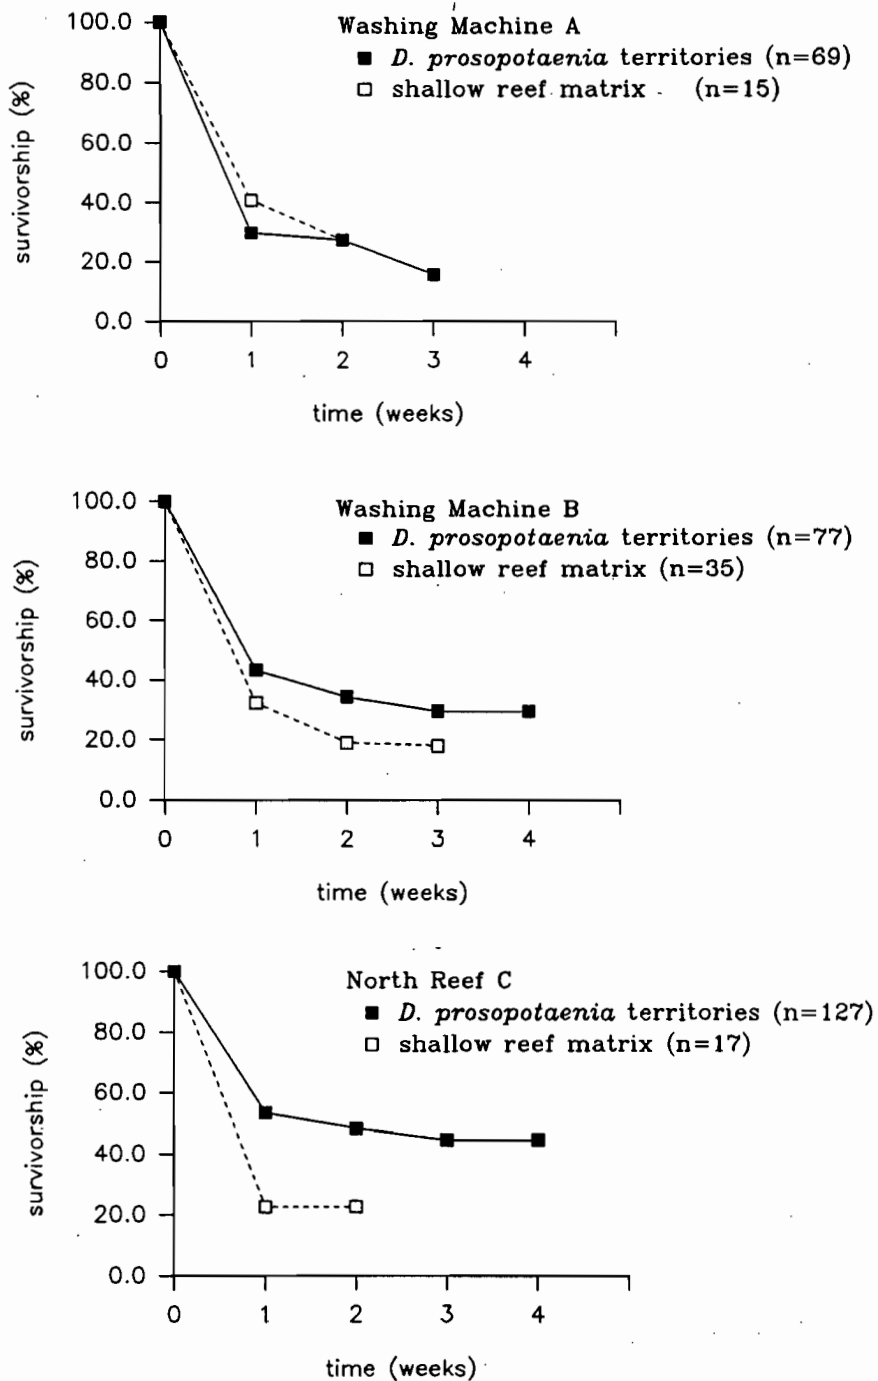 Washing Machine A
D. prosopotaenia territories (n=69)
shallow reef matrix (n=15)
survivorship (%)
100.0
80.0
60.0
40.0
20.0
0.0
0 1 2 3 4
time (weeks)
Washing Machine B
D. prosopotaenia territories (n=77)
shallow reef matrix (n=35)
survivorship (%)
100.0
80.0
60.0
40.0
20.0
0.0
0 1 2 3 4
time (weeks)
North Reef C
D. prosopotaenia territories (n=127)
shallow reef matrix (n=17)
survivorship (%)
100.0
80.0
60.0
40.0
20.0
0.0
0 1 2 3 4
time (weeks)